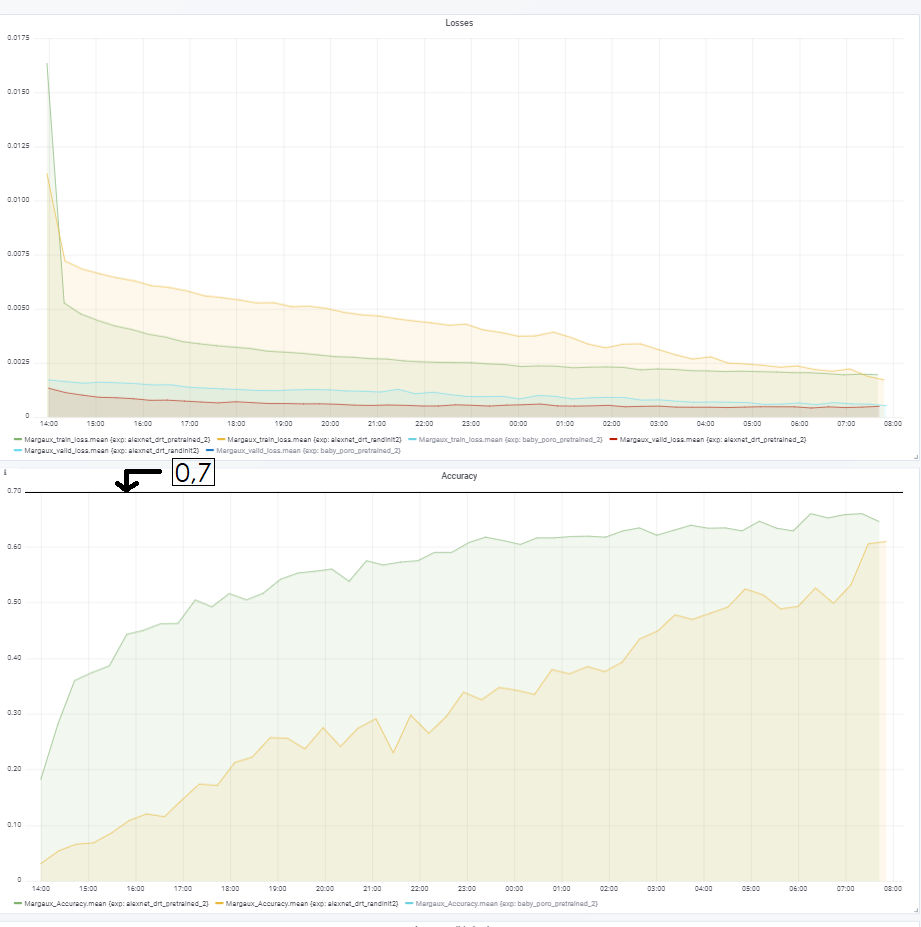 Losses
0.0175
0.0150
0.0125
0.0100
0.0075
0.0050
0.0025
0
14:00 15:00 16:00 17:00 18:00 19:00 20:00 21:00 22:00 23:00 00:00 01:00 02:00 03:00 04:00 05:00 06:00 07:00 08:00
Margaux_train_loss.mean {exp: alexnet_drt_pretrained_2} Margaux_train_loss.mean {exp: alexnet_drt_randinit2} Margaux_train_loss.mean {exp: baby_poro_pretrained_2} Margaux_valid_loss.mean {exp: alexnet_drt_pretrained_2}
Margaux_valid_loss.mean {exp: alexnet_drt_randinit2} Margaux_valid_loss.mean {exp: baby_poro_pretrained_2}
i
0,7
Accuracy
0.70
0.60
0.50
0.40
0.30
0.20
0.10
0
14:00 15:00 16:00 17:00 18:00 19:00 20:00 21:00 22:00 23:00 00:00 01:00 02:00 03:00 04:00 05:00 06:00 07:00 08:00
Margaux_Accuracy.mean {exp: alexnet_drt_pretrained_2} Margaux_Accuracy.mean {exp: alexnet_drt_randinit2} Margaux_Accuracy.mean {exp: baby_poro_pretrained_2}